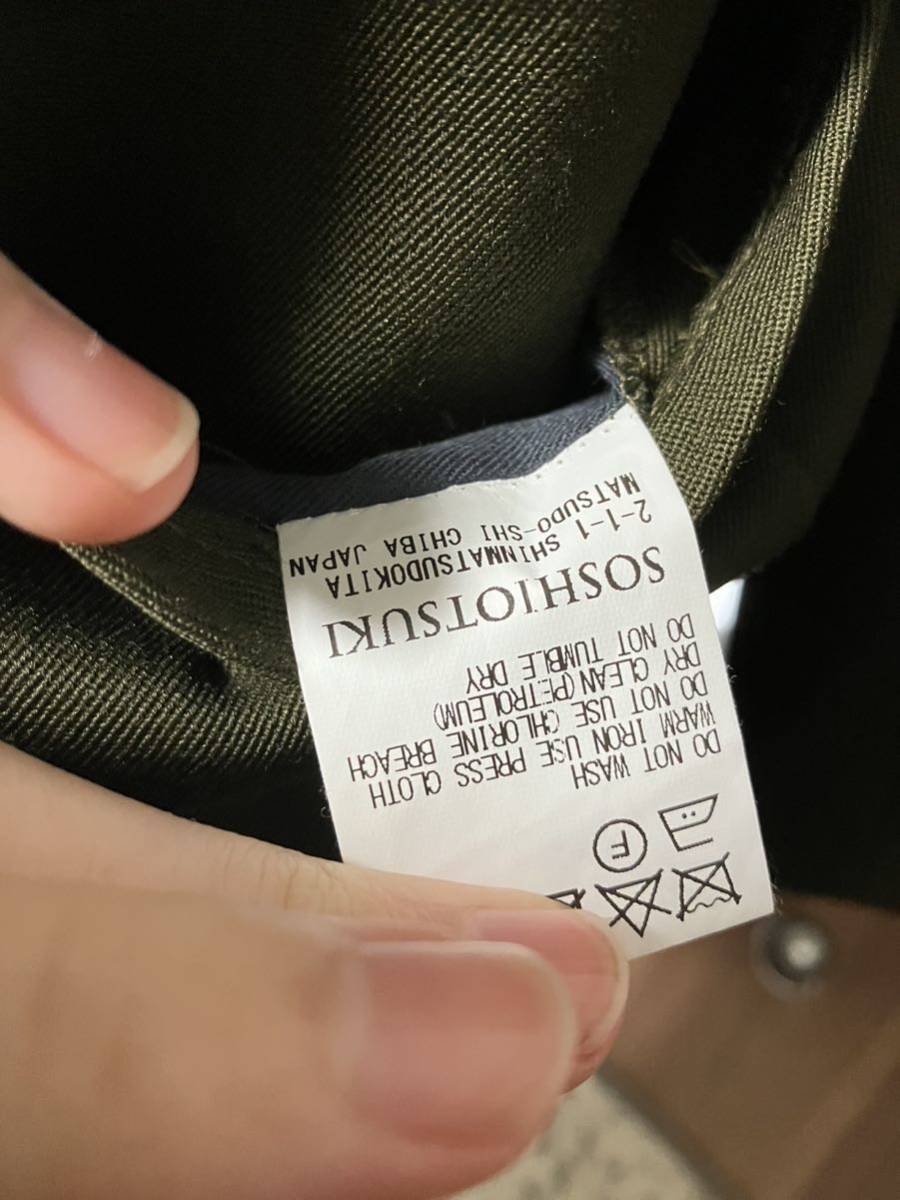 F
DO NOT WASH
WARM IRON USE PRESS CLOTH
DO NOT USE CHLORINE BREACH
DRY CLEAN(PETROLEUM)
DO NOT TUMBLE DRY
SOSHIOTSUKI
2-1-1 SHINMATSUDOKITA
MATSUDO-SHI CHIBA JAPAN